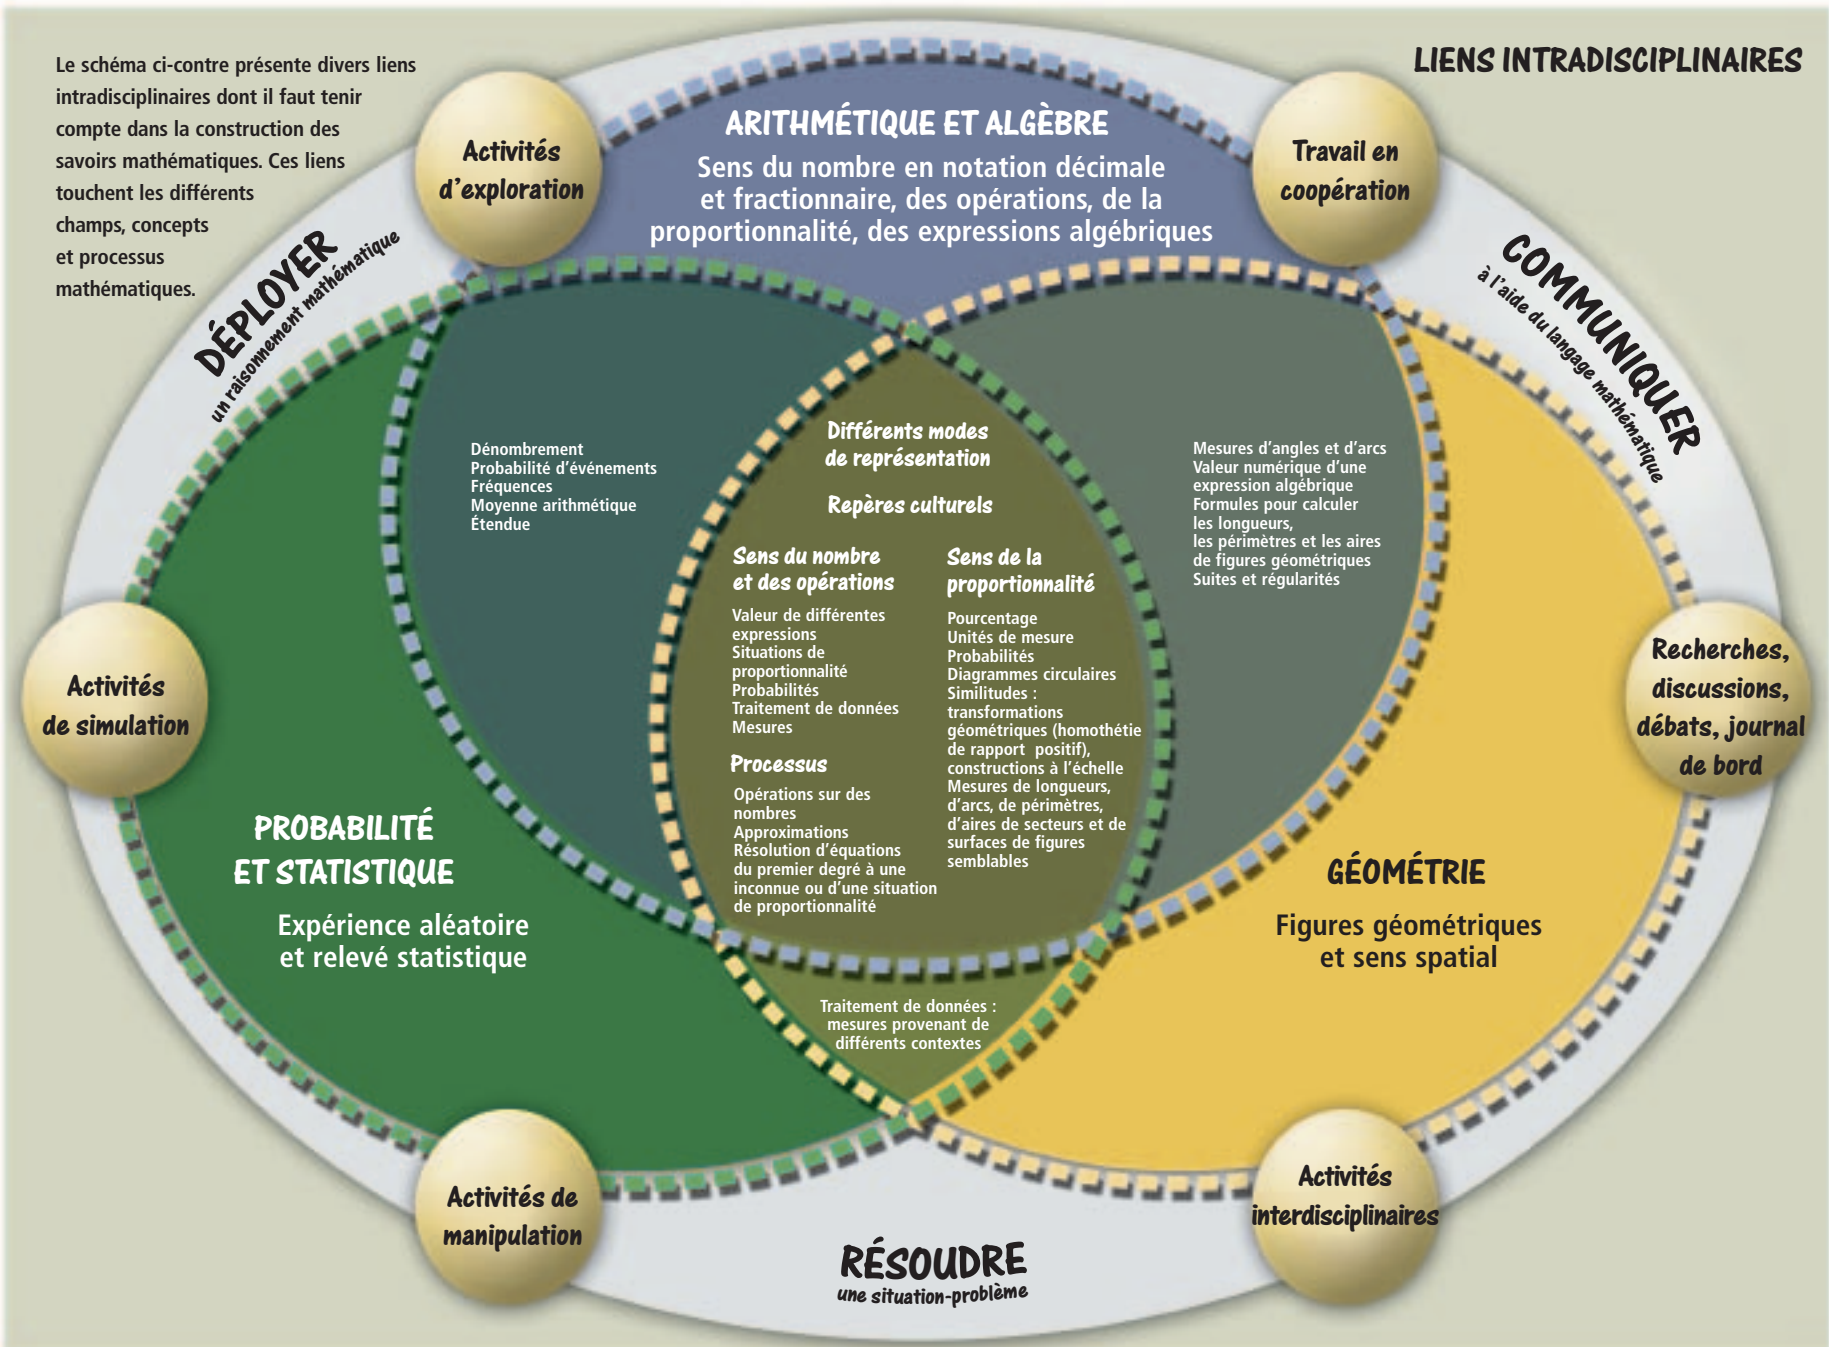 LIENS INTRADISCIPLINAIRES
Le schéma ci-contre présente divers liens
intradisciplinaires dont il faut tenir
compte dans la construction des
savoirs mathématiques. Ces liens
touchent les différents
champs, concepts
et processus
mathématiques.
Activités
d'exploration
Travail en
coopération
ARITHMÉTIQUE ET ALGÈBRE
Sens du nombre en notation décimale
et fractionnaire, des opérations, de la
proportionnalité, des expressions algébriques
DÉPLOYER
un raisonnement mathématique
COMMUNIQUER
à l'aide du langage mathématique
Dénombrement
Probabilité d'événements
Fréquences
Moyenne arithmétique
Étendue
Différents modes
de représentation
Repères culturels
Sens du nombre
et des opérations
Valeur de différentes
expressions
Situations de
proportionnalité
Probabilités
Traitement de données
Mesures
Processus
Opérations sur des
nombres
Approximations
Résolution d'équations
du premier degré à une
inconnue ou d'une situation
de proportionnalité
Sens de la
proportionnalité
Pourcentage
Unités de mesure
Probabilités
Diagrammes circulaires
Similitudes :
transformations
géométriques (homothétie
de rapport positif),
constructions à l'échelle
Mesures de longueurs,
d'arcs, de périmètres,
d'aires de secteurs et de
surfaces de figures
semblables
Mesures d'angles et d'arcs
Valeur numérique d'une
expression algébrique
Formules pour calculer
les longueurs,
les périmètres et les aires
de figures géométriques
Suites et régularités
Activités
de simulation
Recherches,
discussions,
débats, journal
de bord
PROBABILITÉ
ET STATISTIQUE
Expérience aléatoire
et relevé statistique
GÉOMÉTRIE
Figures géométriques
et sens spatial
Traitement de données :
mesures provenant de
différents contextes
Activités de
manipulation
Activités
interdisciplinaires
RÉSOUDRE
une situation-problème